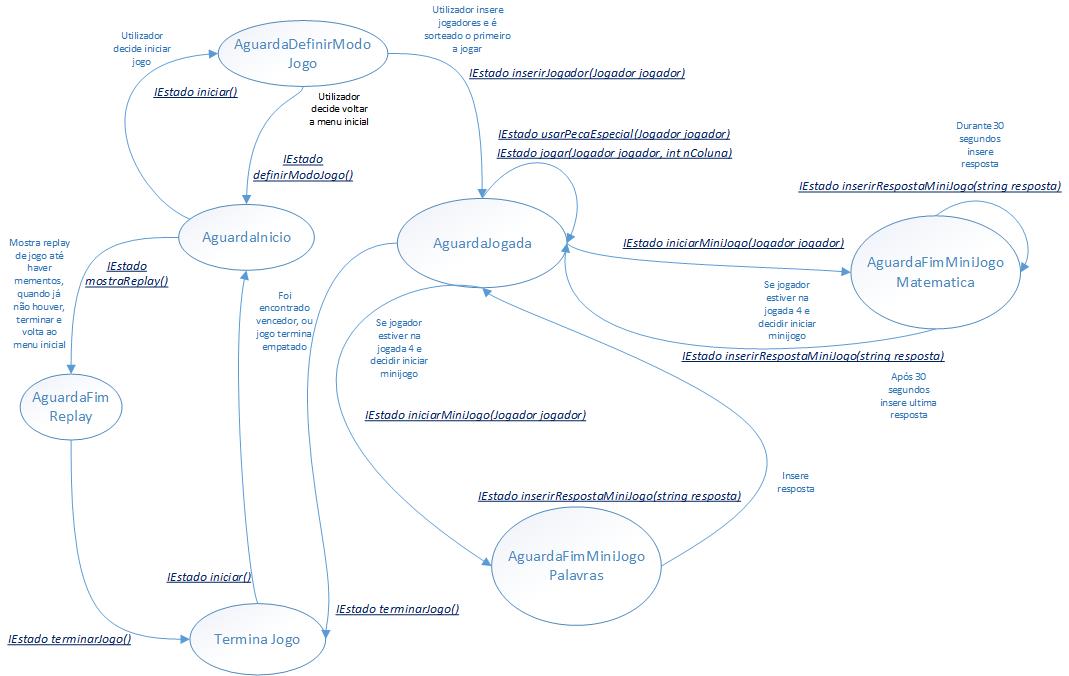 Utilizador insere
jogadores e é
sorteado o primeiro
a jogar
Utilizador
decide iniciar
jogo
AguardaDefinirModo
Jogo
IEstado inserirJogador(Jogador jogador)
IEstado iniciar()
Utilizador
decide voltar
a menu inicial
IEstado usarPecaEspecial(Jogador jogador)
IEstado jogar(Jogador jogador, int nColuna)
Durante 30
segundos
insere
resposta
IEstado
definirModoJogo()
IEstado inserirRespostaMiniJogo(string resposta)
AguardaInicio
AguardaJogada
IEstado iniciarMiniJogo(Jogador jogador)
AguardaFimMiniJogo
Matematica
Mostra replay
de jogo até
haver
mementos,
quando já
não houver,
terminar e
volta ao
menu inicial
IEstado
mostraReplay()
Foi
encontrado
vencedor, ou
jogo termina
empatado
Se jogador
estiver na
jogada 4 e
decidir iniciar
minijogo
Se jogador
estiver na
jogada 4 e
decidir iniciar
minijogo
IEstado inserirRespostaMiniJogo(string resposta)
Após 30
segundos
insere ultima
resposta
AguardaFim
Replay
IEstado iniciarMiniJogo(Jogador jogador)
Insere
resposta
IEstado inserirRespostaMiniJogo(string resposta)
AguardaFimMiniJogo
Palavras
IEstado iniciar()
IEstado terminarJogo()
IEstado terminarJogo()
Termina Jogo